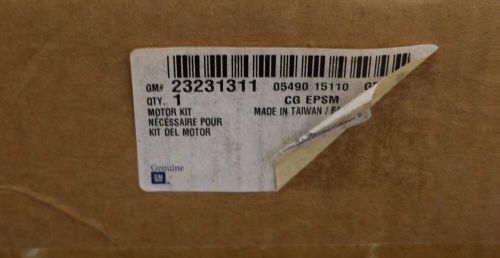 GM# 23231311 05490 15110
QTY. 1 CG EPSM
MOTOR KIT MADE IN TAIWAN /
NÉCESSAIRE POUR
KIT DEL MOTOR
Genuine
GM